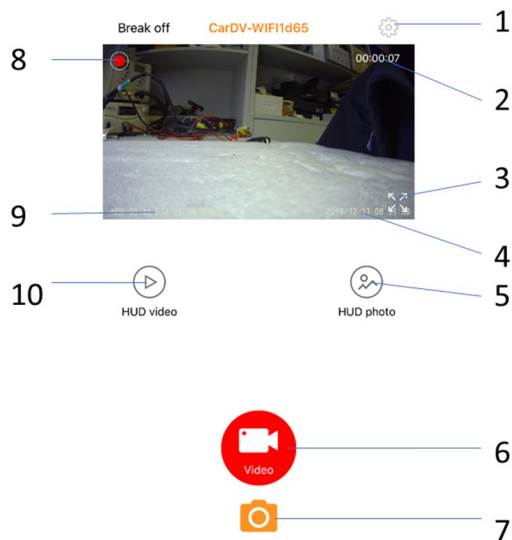 Break off CarDV-WIFI1d65 1
8 00:00:07 2
3
9 2018/12/11 4
10 HUD video HUD photo 5
Video 6
7